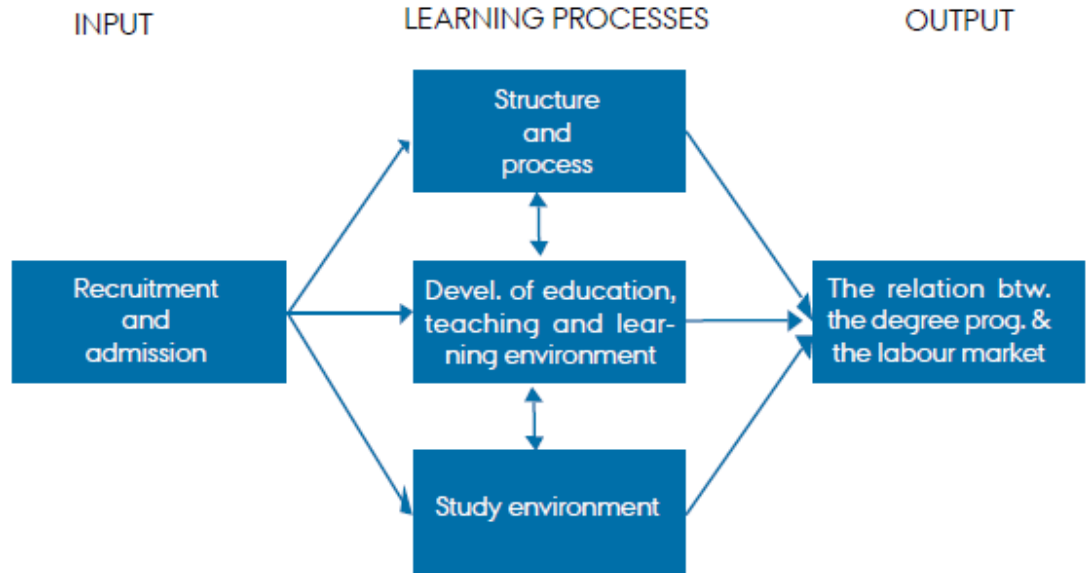 INPUT
LEARNING PROCESSES
OUTPUT
Structure
and
process
Recruitment
and
admission
Devel. of education,
teaching and lear-
ning environment
The relation btw.
the degree prog. &
the labour market
Study environment